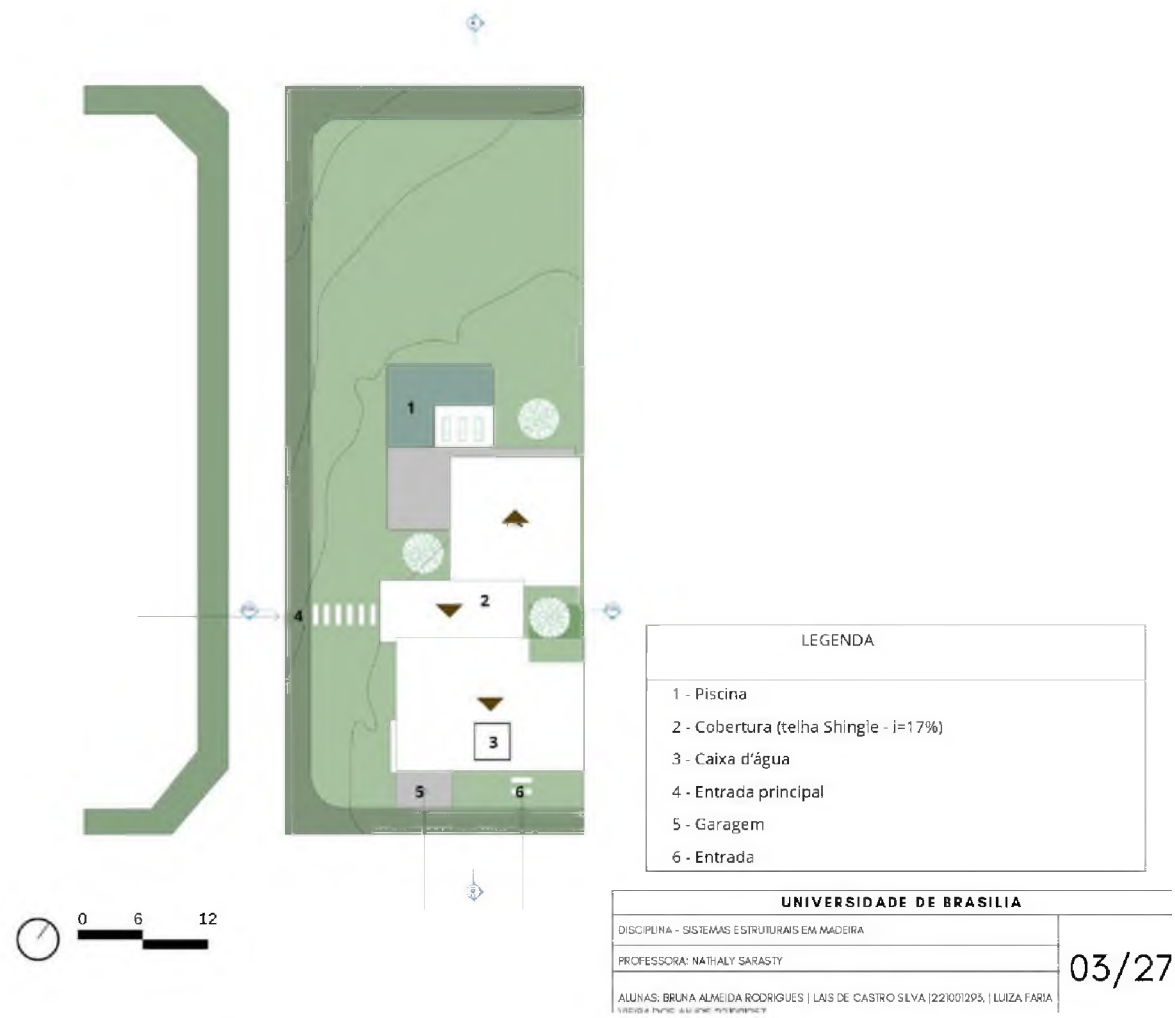 1
2
3
4
5
6
LEGENDA
1 - Piscina
2 - Cobertura (telha Shingle - i=17%)
3 - Caixa d'água
4 - Entrada principal
5 - Garagem
6 - Entrada
0 6 12
UNIVERSIDADE DE BRASILIA
DISCIPLINA - SISTEMAS ESTRUTURAIS EM MADEIRA
PROFESSORA: NATHALY SARASTY
03/27
ALUNAS: BRUNA ALMEIDA RODRIGUES | LAIS DE CASTRO SILVA |221001293, | LUIZA FARIA